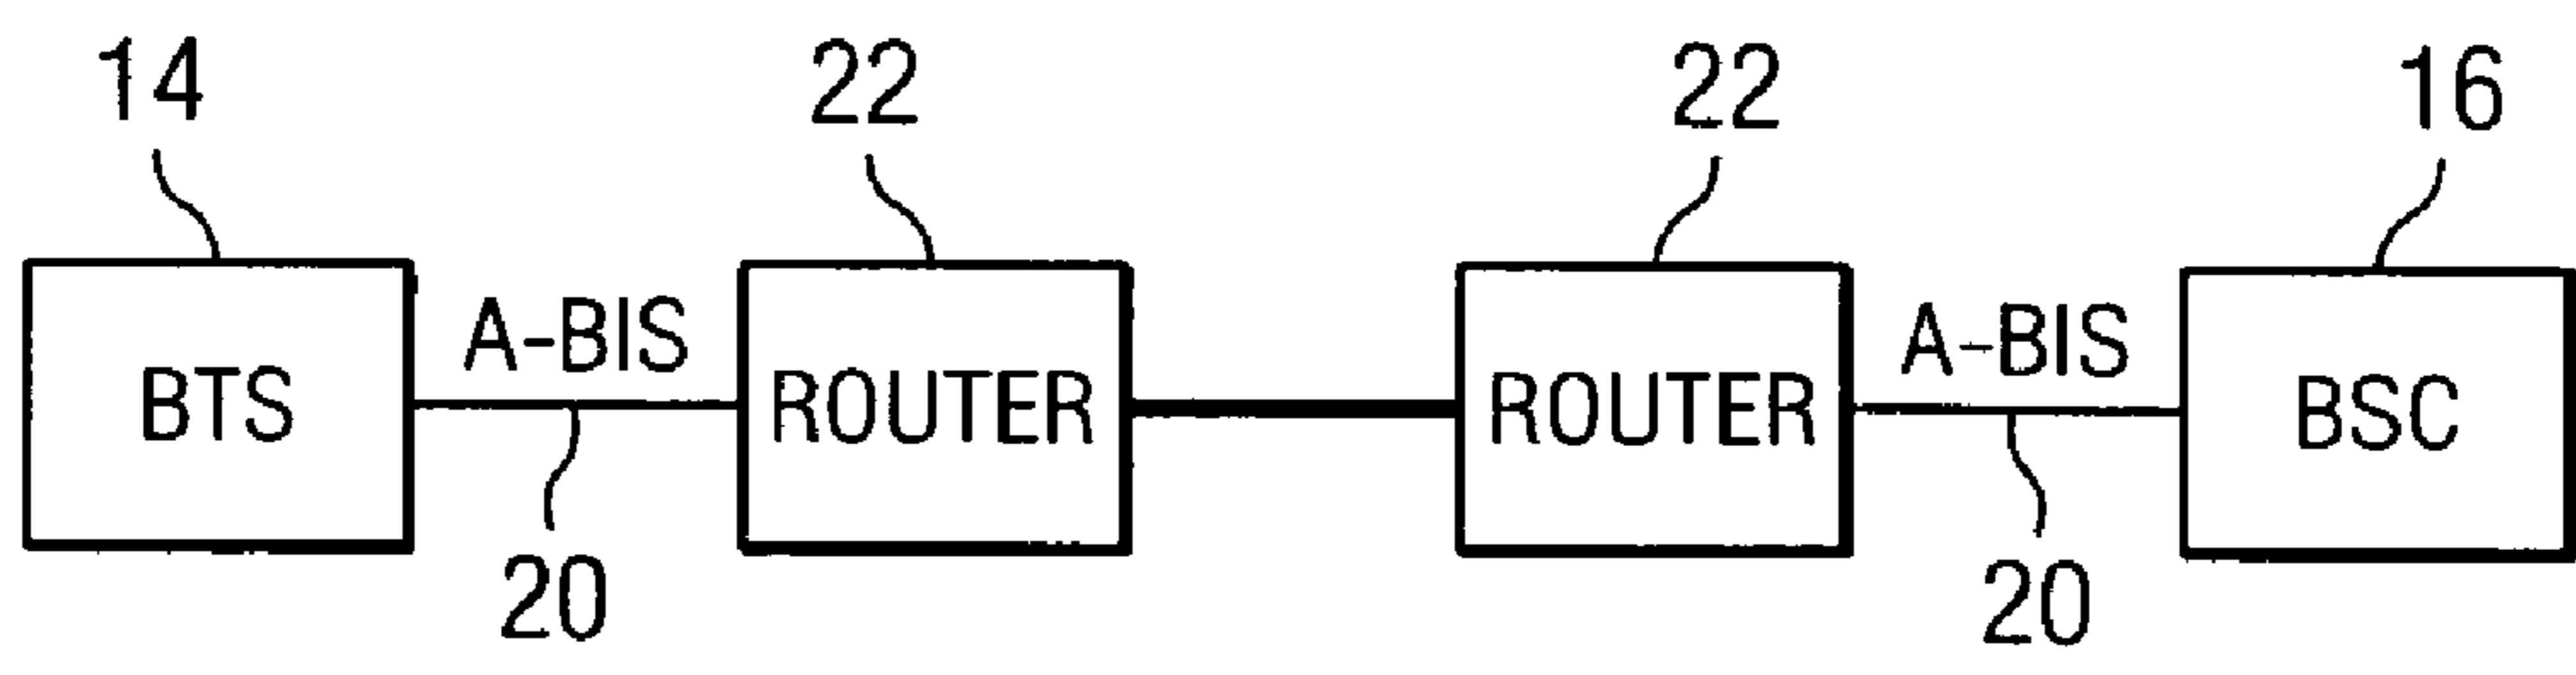 14 22 22 16
A-BIS A-BIS
BTS ROUTER ROUTER BSC
20 20